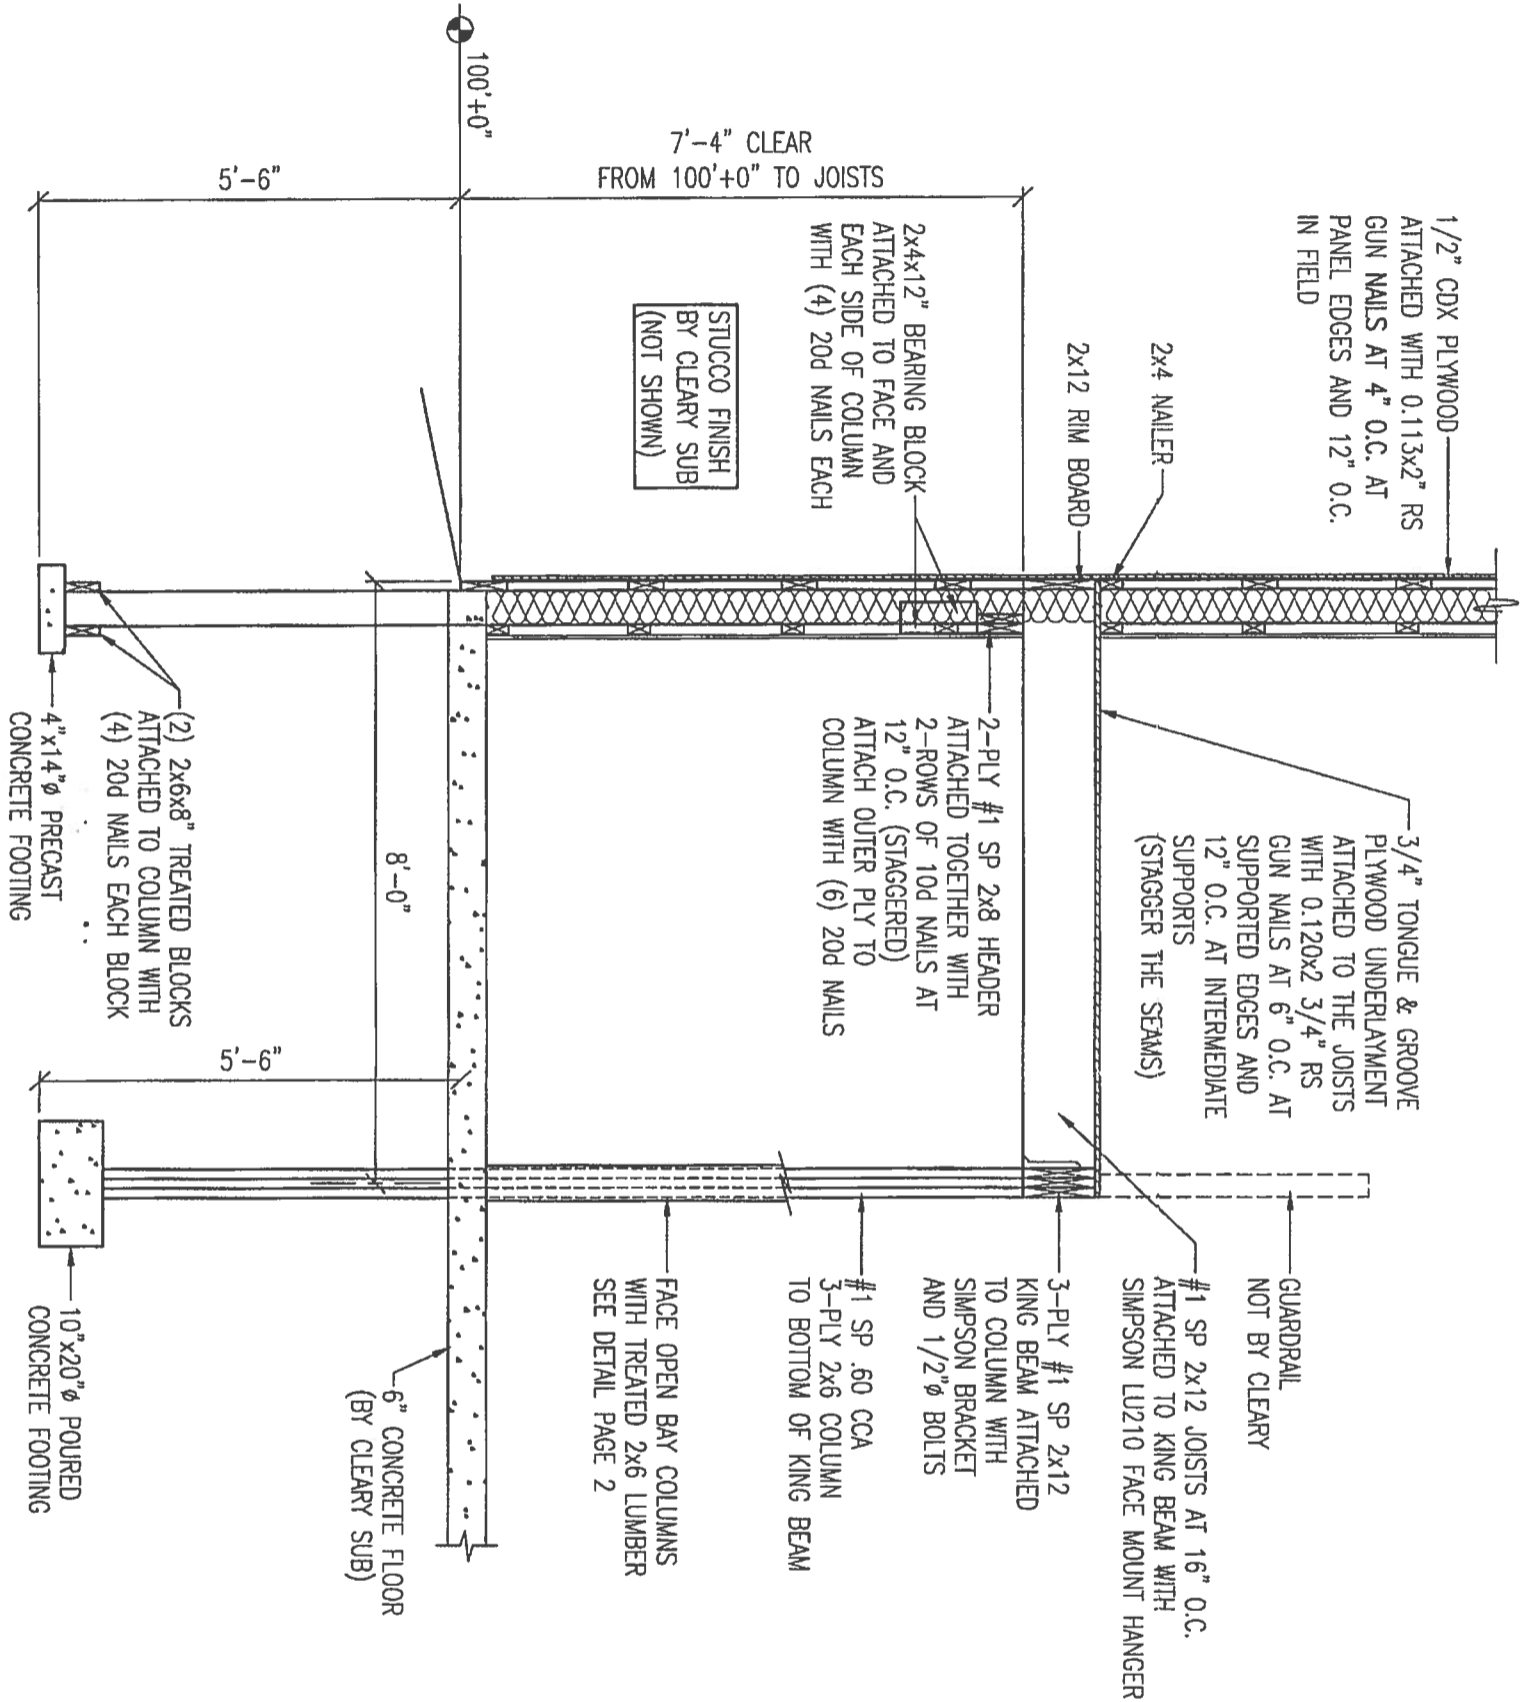 1/2" CDX PLYWOOD
ATTACHED WITH 0.113x2" RS
GUN NAILS AT 4" O.C. AT
PANEL EDGES AND 12" O.C.
IN FIELD
2x4 NAILER
2x12 RIM BOARD
7'-4" CLEAR
FROM 100'+0" TO JOISTS
2x4x12" BEARING BLOCK
ATTACHED TO FACE AND
EACH SIDE OF COLUMN
WITH (4) 20d NAILS EACH
STUCCO FINISH
BY CLEARY SUB
(NOT SHOWN)
100'+0"
5'-6"
3/4" TONGUE & GROOVE
PLYWOOD UNDERLAYMENT
ATTACHED TO THE JOISTS
WITH 0.120x2 3/4" RS
GUN NAILS AT 6" O.C. AT
SUPPORTED EDGES AND
12" O.C. AT INTERMEDIATE
SUPPORTS
(STAGGER THE SEAMS)
2-PLY #1 SP 2x8 HEADER
ATTACHED TOGETHER WITH
2-ROWS OF 10d NAILS AT
12" O.C. (STAGGERED)
ATTACH OUTER PLY TO
COLUMN WITH (6) 20d NAILS
8'-0"
(2) 2x6x8" TREATED BLOCKS
ATTACHED TO COLUMN WITH
(4) 20d NAILS EACH BLOCK
4"x14"ø PRECAST
CONCRETE FOOTING
5'-6"
GUARDRAIL
NOT BY CLEARY
#1 SP 2x12 JOISTS AT 16" O.C.
ATTACHED TO KING BEAM WITH
SIMPSON LU210 FACE MOUNT HANGER
3-PLY #1 SP 2x12
KING BEAM ATTACHED
TO COLUMN WITH
SIMPSON BRACKET
AND 1/2"ø BOLTS
#1 SP .60 CCA
3-PLY 2x6 COLUMN
TO BOTTOM OF KING BEAM
FACE OPEN BAY COLUMNS
WITH TREATED 2x6 LUMBER
SEE DETAIL PAGE 2
6" CONCRETE FLOOR
(BY CLEARY SUB)
10"x20"ø POURED
CONCRETE FOOTING